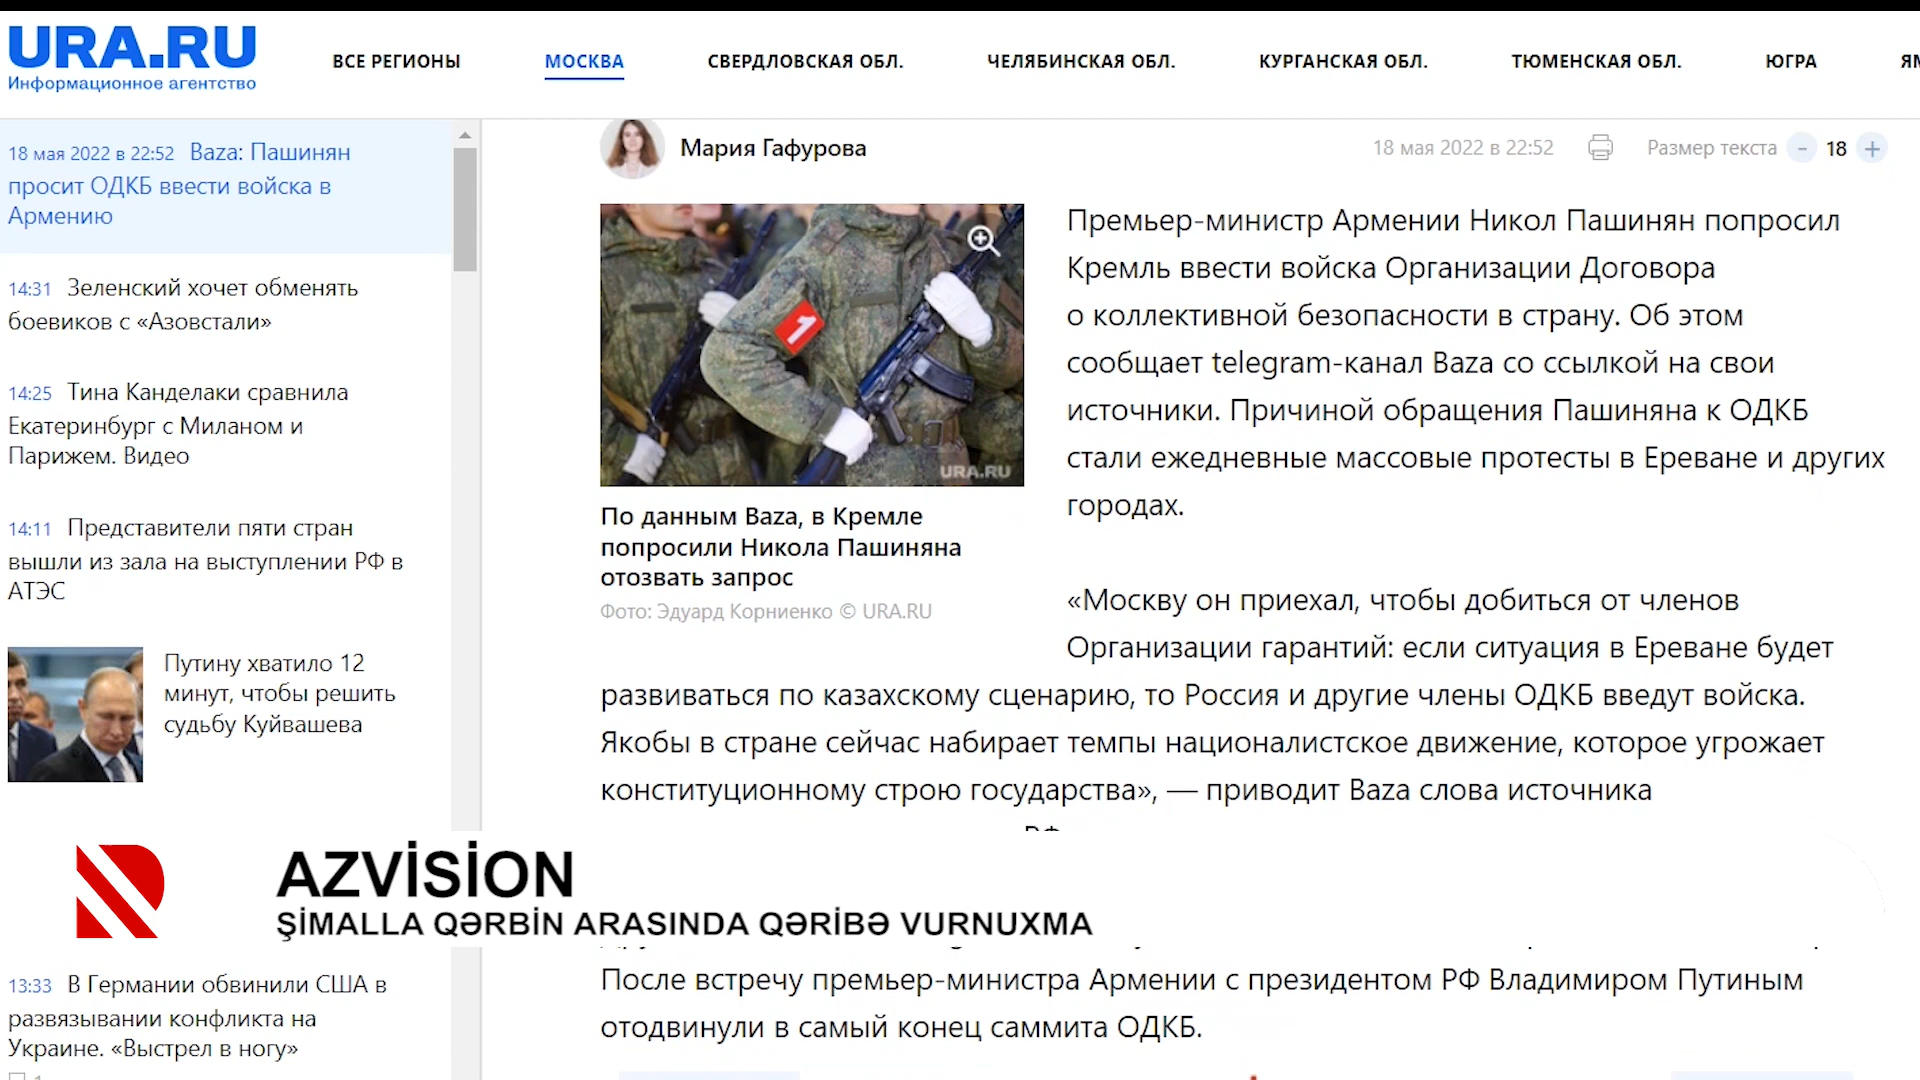 URA.RU
Информационное агентство
ВСЕ РЕГИОНЫ
МОСКВА
СВЕРДЛОВСКАЯ ОБЛ.
ЧЕЛЯБИНСКАЯ ОБЛ.
КУРГАНСКАЯ ОБЛ.
ТЮМЕНСКАЯ ОБЛ.
ЮГРА
18 мая 2022 в 22:52 Baza: Пашинян
просит ОДКБ ввести войска в
Армению
14:31 Зеленский хочет обменять
боевиков с «Азовстали»
14:25 Тина Канделаки сравнила
Екатеринбург с Миланом и
Парижем. Видео
14:11 Представители пяти стран
вышли из зала на выступлении РФ в
АТЭС
Путину хватило 12
минут, чтобы решить
судьбу Куйвашева
13:33 В Германии обвинили США в
развязывании конфликта на
Украине. «Выстрел в ногу»
Мария Гафурова
18 мая 2022 в 22:52
Размер текста - 18 +
1
URA.RU
По данным Baza, в Кремле
попросили Никола Пашиняна
отозвать запрос
Фото: Эдуард Корниенко © URA.RU
Премьер-министр Армении Никол Пашинян попросил
Кремль ввести войска Организации Договора
о коллективной безопасности в страну. Об этом
сообщает telegram-канал Baza со ссылкой на свои
источники. Причиной обращения Пашиняна к ОДКБ
стали ежедневные массовые протесты в Ереване и других
городах.
«Москву он приехал, чтобы добиться от членов
Организации гарантий: если ситуация в Ереване будет
развиваться по казахскому сценарию, то Россия и другие члены ОДКБ введут войска.
Якобы в стране сейчас набирает темпы националистское движение, которое угрожает
конституционному строю государства», — приводит Baza слова источника
После встречу премьер-министра Армении с президентом РФ Владимиром Путиным
отодвинули в самый конец саммита ОДКБ.
AZVİSİON
ŞİMALLA QƏRBİN ARASINDA QƏRİBƏ VURNUXMA